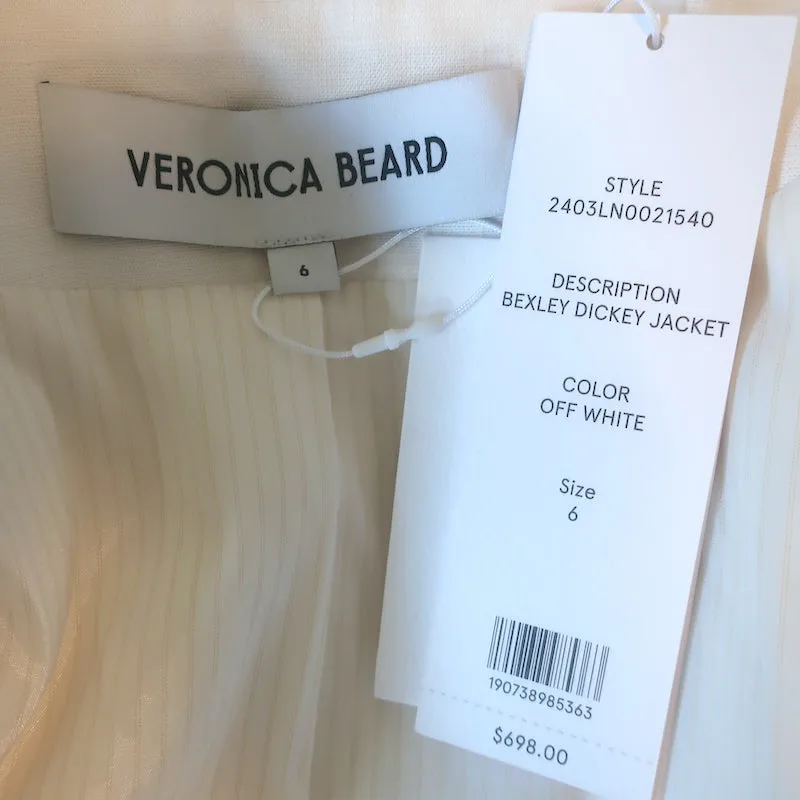 VERONICA BEARD
6
STYLE
2403LN0021540
DESCRIPTION
BEXLEY DICKEY JACKET
COLOR
OFF WHITE
Size
6
190738985363
$698.00